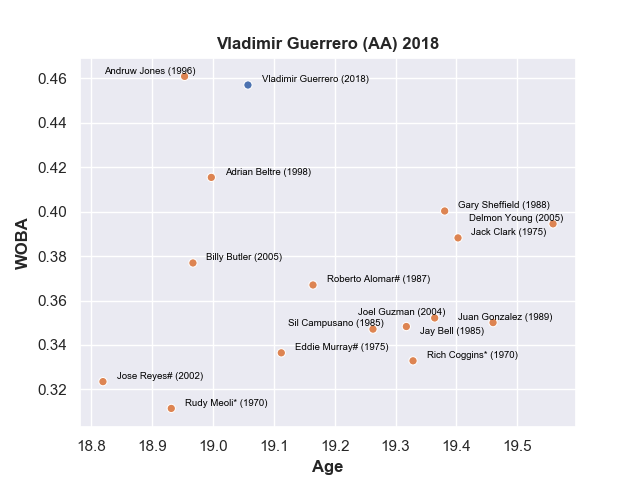 Vladimir Guerrero (AA) 2018
WOBA
0.46
0.44
0.42
0.40
0.38
0.36
0.34
0.32
Andruw Jones (1996)
Vladimir Guerrero (2018)
Adrian Beltre (1998)
Gary Sheffield (1988)
Delmon Young (2005)
Jack Clark (1975)
Billy Butler (2005)
Roberto Alomar# (1987)
Joel Guzman (2004)
Juan Gonzalez (1989)
Sil Campusano (1985)
Jay Bell (1985)
Eddie Murray# (1975)
Rich Coggins* (1970)
Jose Reyes# (2002)
Rudy Meoli* (1970)
18.8 18.9 19.0 19.1 19.2 19.3 19.4 19.5
Age